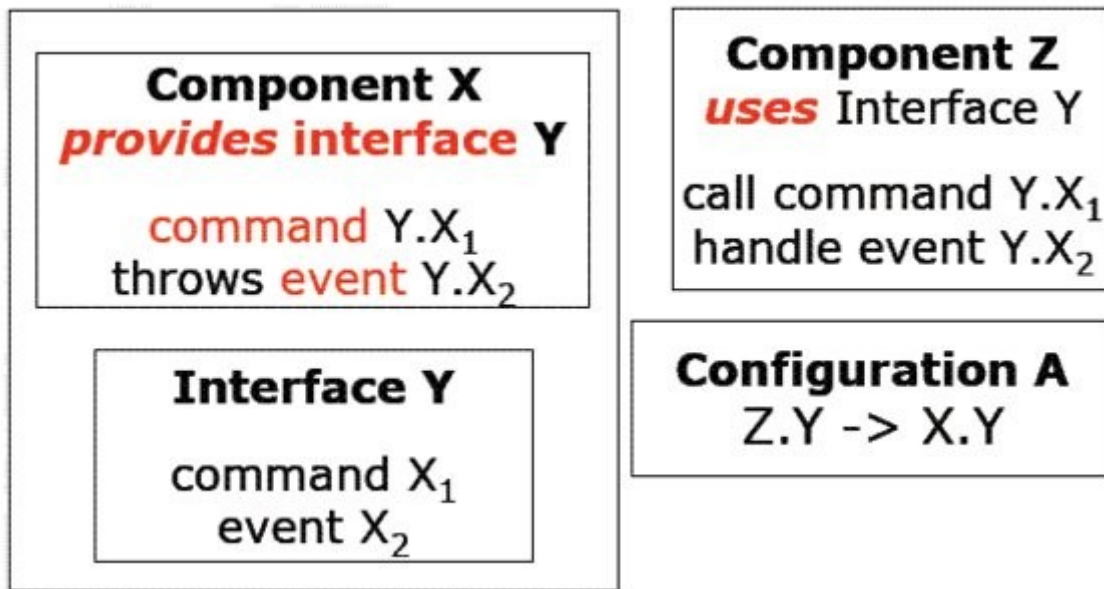 Component X
provides interface Y
command Y.X₁
throws event Y.X₂
Interface Y
command X₁
event X₂
Component Z
uses Interface Y
call command Y.X₁
handle event Y.X₂
Configuration A
Z.Y -> X.Y